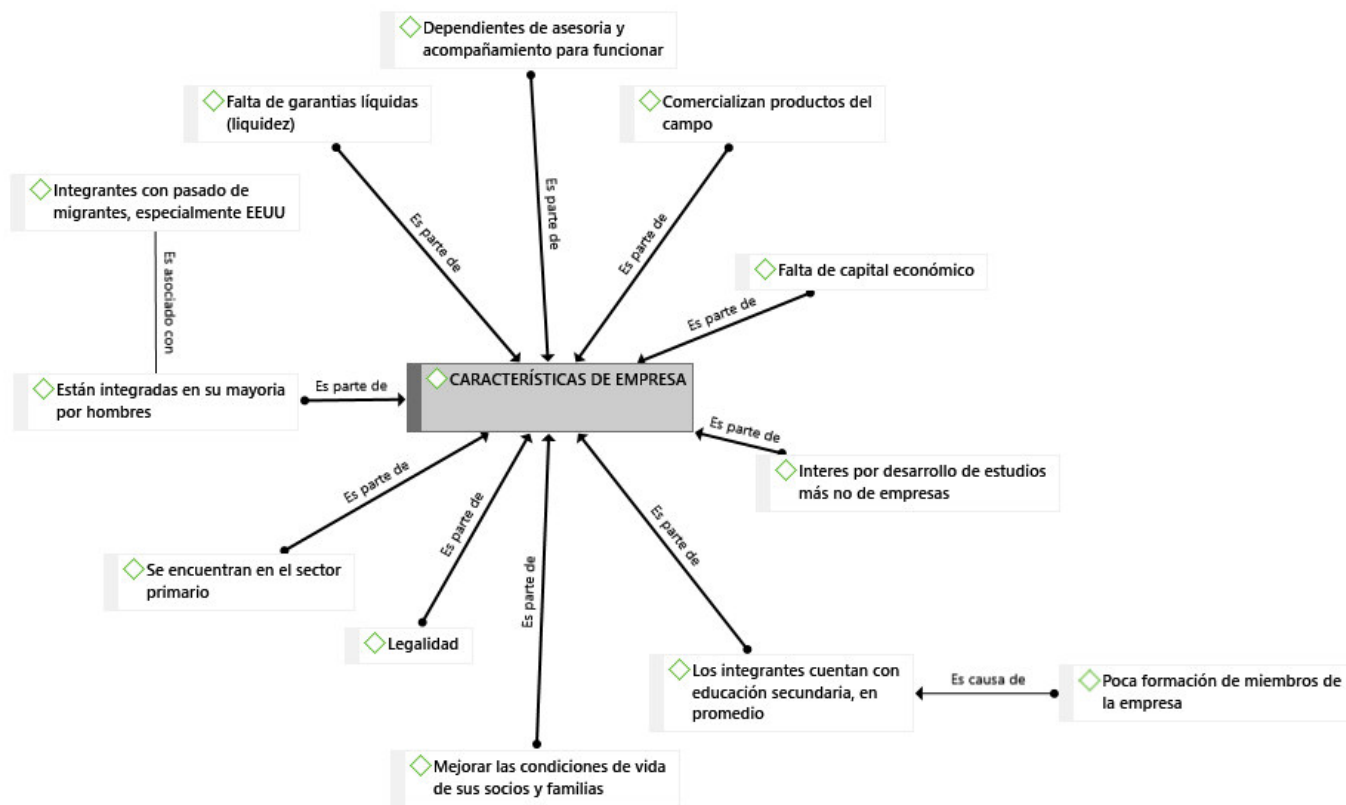 Dependientes de asesoria y
acompañamiento para funcionar
Falta de garantias líquidas
(liquidez)
Comercializan productos del
campo
Integrantes con pasado de
migrantes, especialmente EEUU
Es parte de
Es parte de
Es parte de
Es asociado con
Falta de capital económico
Es parte de
Están integradas en su mayoria
por hombres
Es parte de
CARACTERÍSTICAS DE EMPRESA
Es parte de
Interes por desarrollo de estudios
más no de empresas
Es parte de
Es parte de
Es parte de
Es parte de
Se encuentran en el sector
primario
Legalidad
Los integrantes cuentan con
educación secundaria, en
promedio
Es causa de
Poca formación de miembros de
la empresa
Mejorar las condiciones de vida
de sus socios y familias